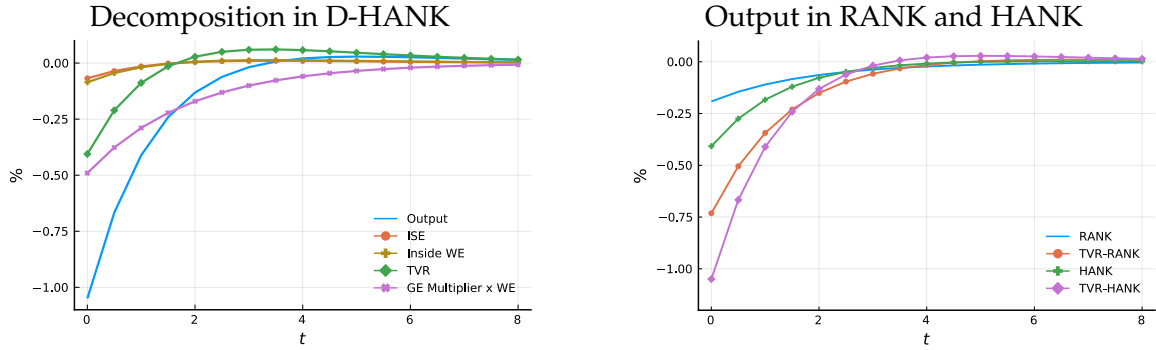 Decomposition in D-HANK
0.00
−0.25
−0.50
−0.75
−1.00
%
Output
ISE
Inside WE
TVR
GE Multiplier x WE
0
2
4
6
8
t
Output in RANK and HANK
0.00
−0.25
−0.50
−0.75
−1.00
%
RANK
TVR-RANK
HANK
TVR-HANK
0
2
4
6
8
t